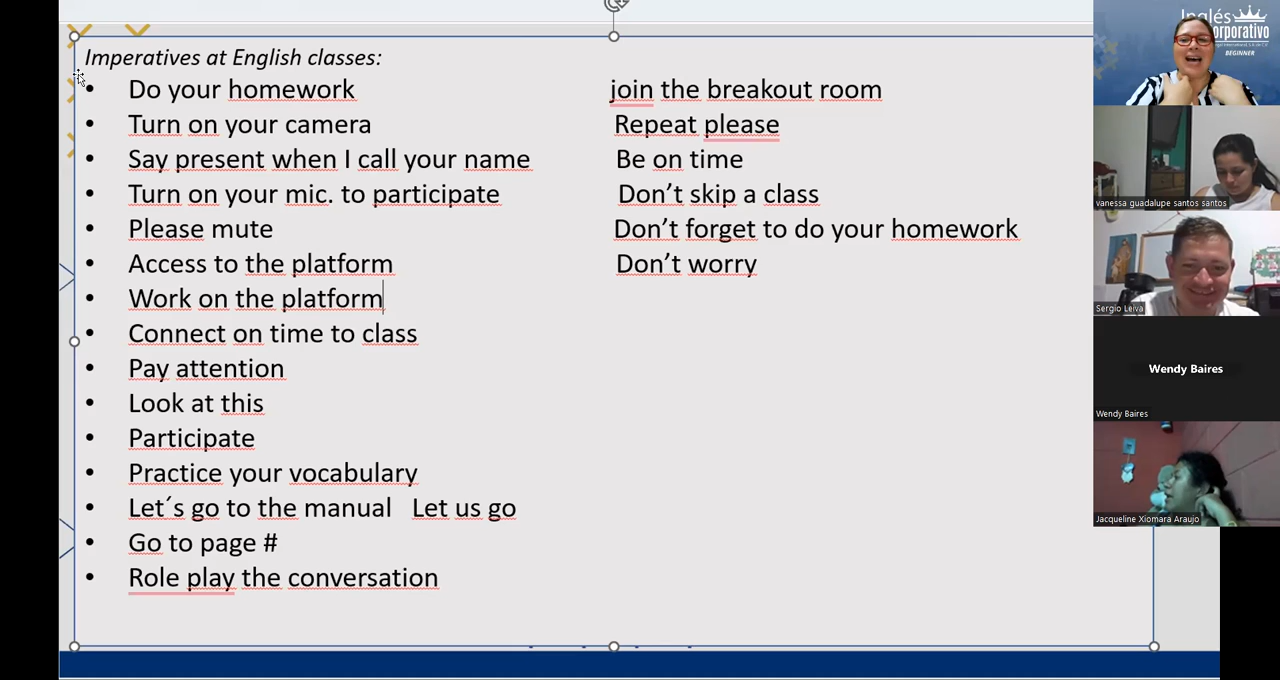 Imperatives at English classes:
• Do your homework
• Turn on your camera
• Say present when I call your name
• Turn on your mic. to participate
• Please mute
• Access to the platform
• Work on the platform
• Connect on time to class
• Pay attention
• Look at this
• Participate
• Practice your vocabulary
• Let´s go to the manual Let us go
• Go to page #
• Role play the conversation
join the breakout room
Repeat please
Be on time
Don’t skip a class
Don’t forget to do your homework
Don’t worry
Inglés
BEGINNER
vanessa guadalupe santos santos
Sergio Leiva
Wendy Baires
Wendy Baires
Jacqueline Xiomara Araujo